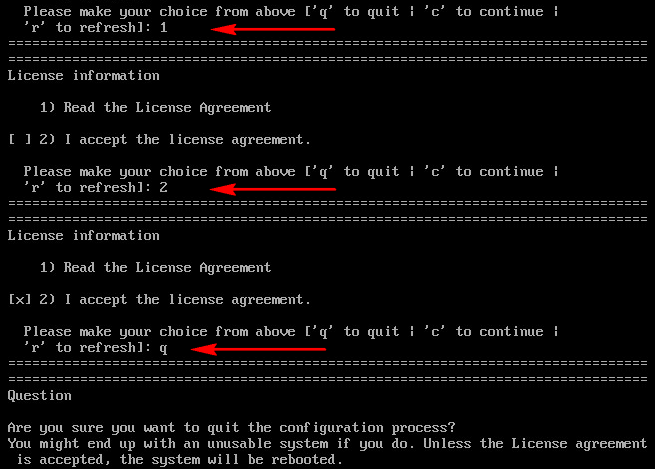 Please make your choice from above ['q' to quit | 'c' to continue |
'r' to refresh]: 1
================================================================================
================================================================================
License information
1) Read the License Agreement
[ ] 2) I accept the license agreement.
Please make your choice from above ['q' to quit | 'c' to continue |
'r' to refresh]: 2
================================================================================
================================================================================
License information
1) Read the License Agreement
[x] 2) I accept the license agreement.
Please make your choice from above ['q' to quit | 'c' to continue |
'r' to refresh]: q
================================================================================
================================================================================
Question
Are you sure you want to quit the configuration process?
You might end up with an unusable system if you do. Unless the License agreement
is accepted, the system will be rebooted.